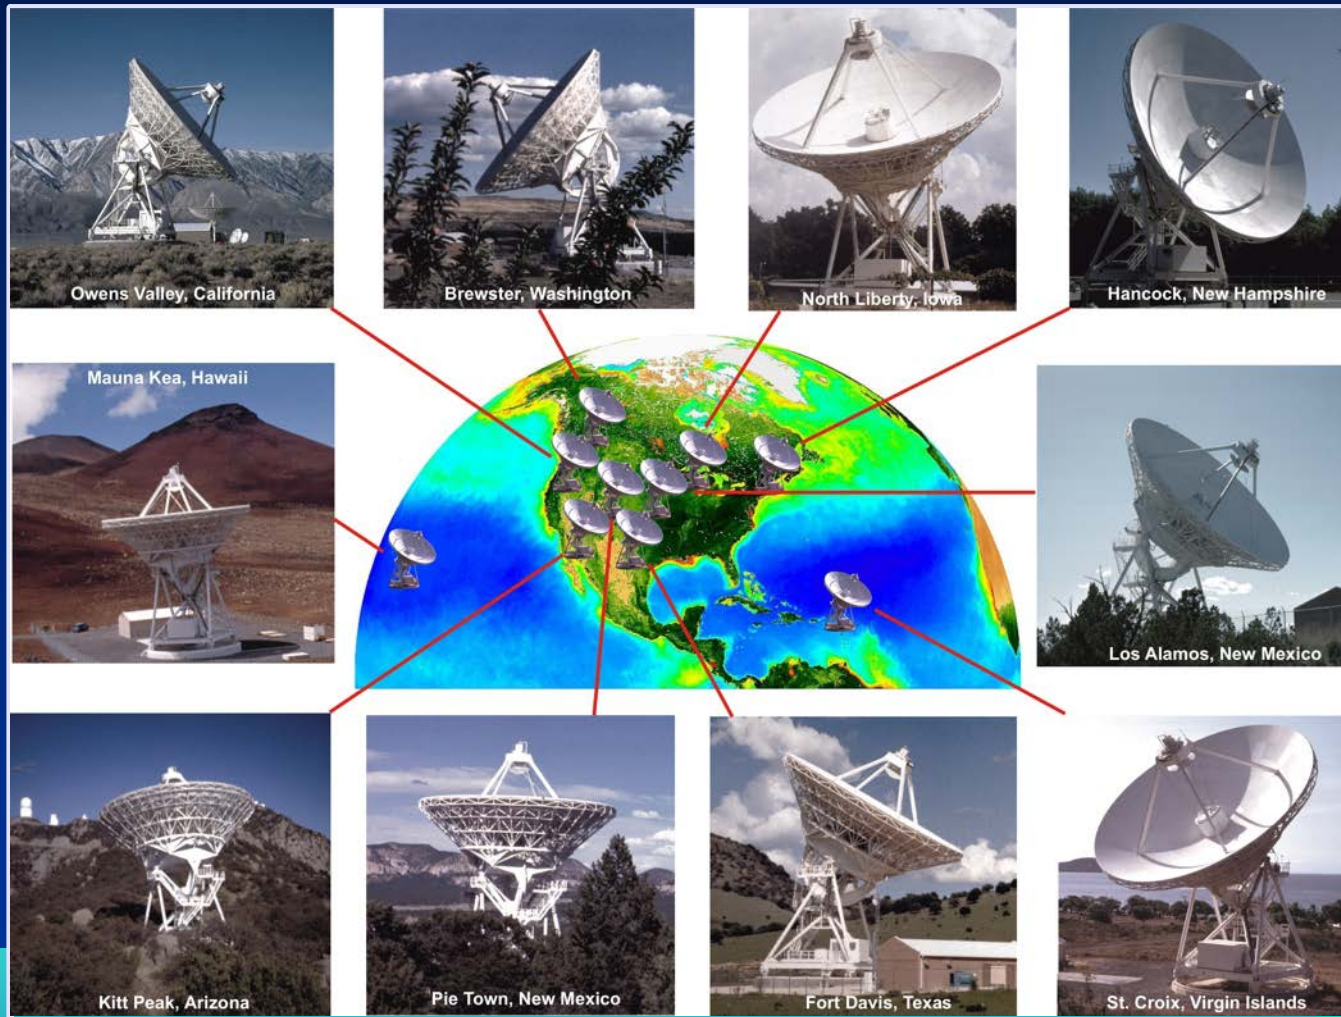 Owens Valley, California
Brewster, Washington
North Liberty, Iowa
Hancock, New Hampshire
Mauna Kea, Hawaii
Los Alamos, New Mexico
Kitt Peak, Arizona
Pie Town, New Mexico
Fort Davis, Texas
St. Croix, Virgin Islands